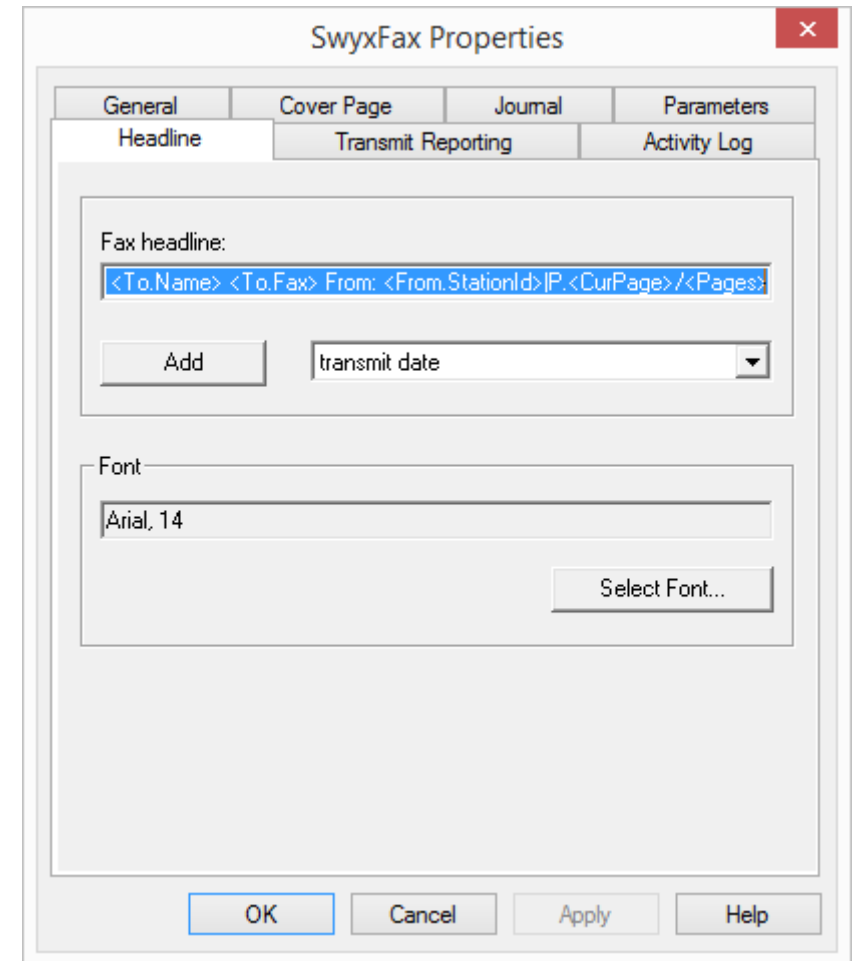 SwyxFax Properties
General Cover Page Journal Parameters
Headline Transmit Reporting Activity Log
Fax headline:
<To.Name> <To.Fax> From: <From.StationId>|P.<CurPage>/<Pages>
Add transmit date
Font
Arial, 14
Select Font...
OK Cancel Apply Help